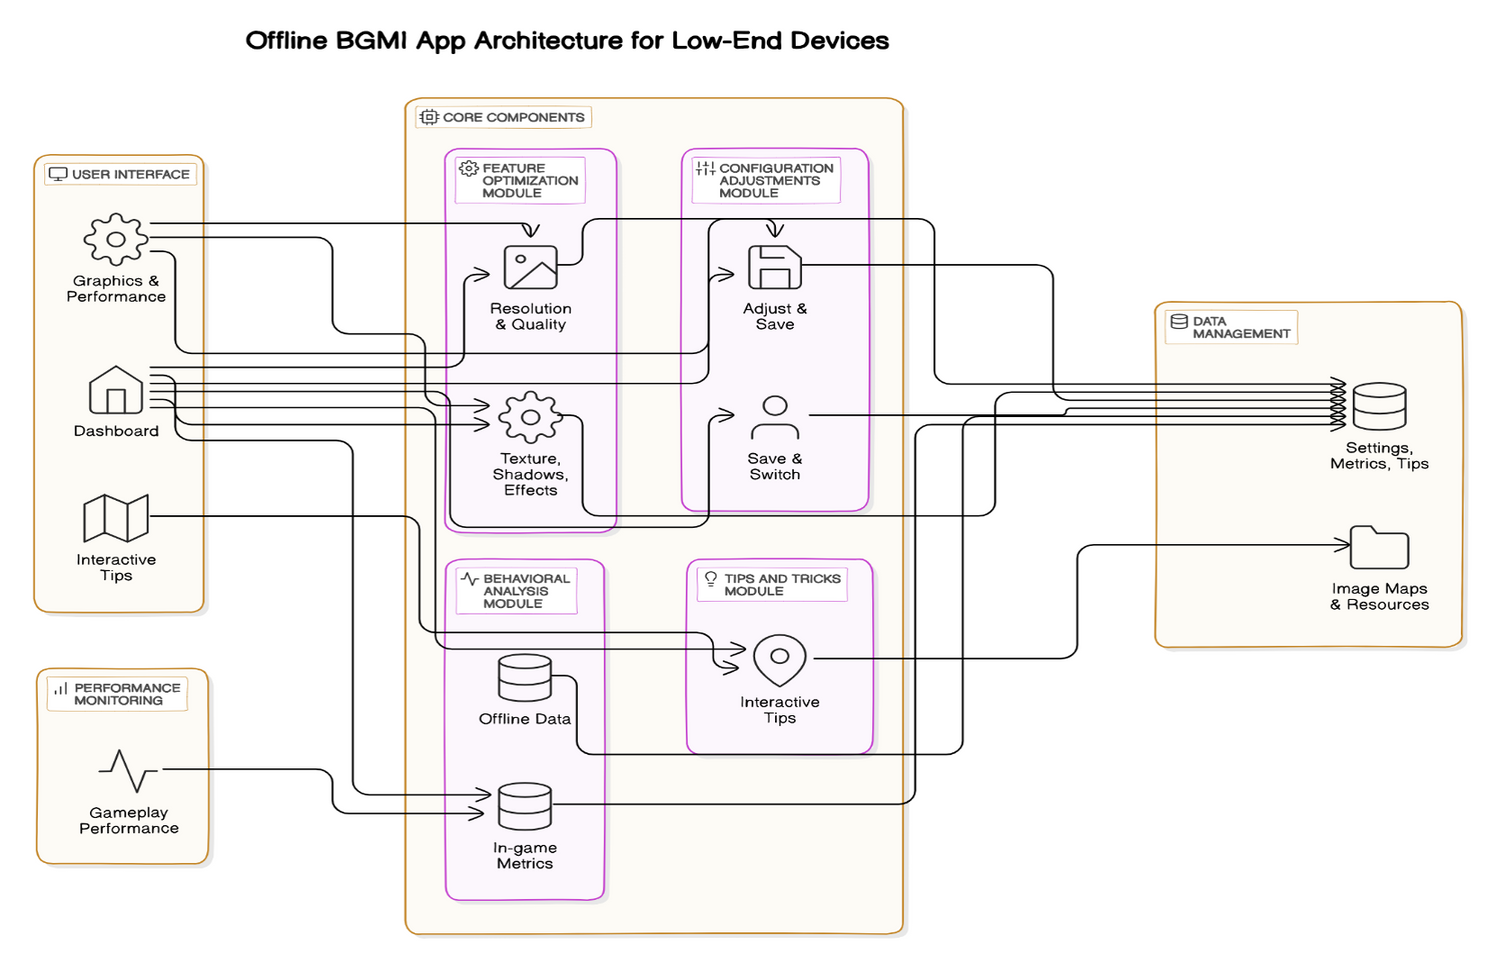 Offline BGMI App Architecture for Low-End Devices
CORE COMPONENTS
USER INTERFACE
Graphics &
Performance
Dashboard
Interactive
Tips
PERFORMANCE
MONITORING
Gameplay
Performance
FEATURE
OPTIMIZATION
MODULE
Resolution
& Quality
Texture,
Shadows,
Effects
CONFIGURATION
ADJUSTMENTS
MODULE
Adjust &
Save
Save &
Switch
BEHAVIORAL
ANALYSIS
MODULE
Offline Data
In-game
Metrics
TIPS AND TRICKS
MODULE
Interactive
Tips
DATA
MANAGEMENT
Settings,
Metrics, Tips
Image Maps
& Resources